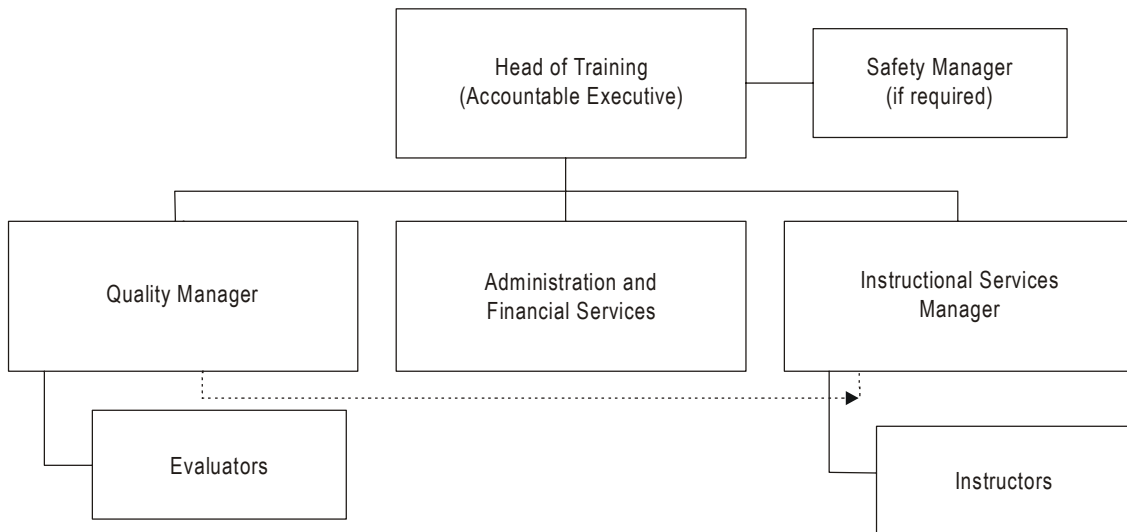 Head of Training
(Accountable Executive)
Safety Manager
(if required)
Quality Manager
Administration and
Financial Services
Instructional Services
Manager
Evaluators
Instructors